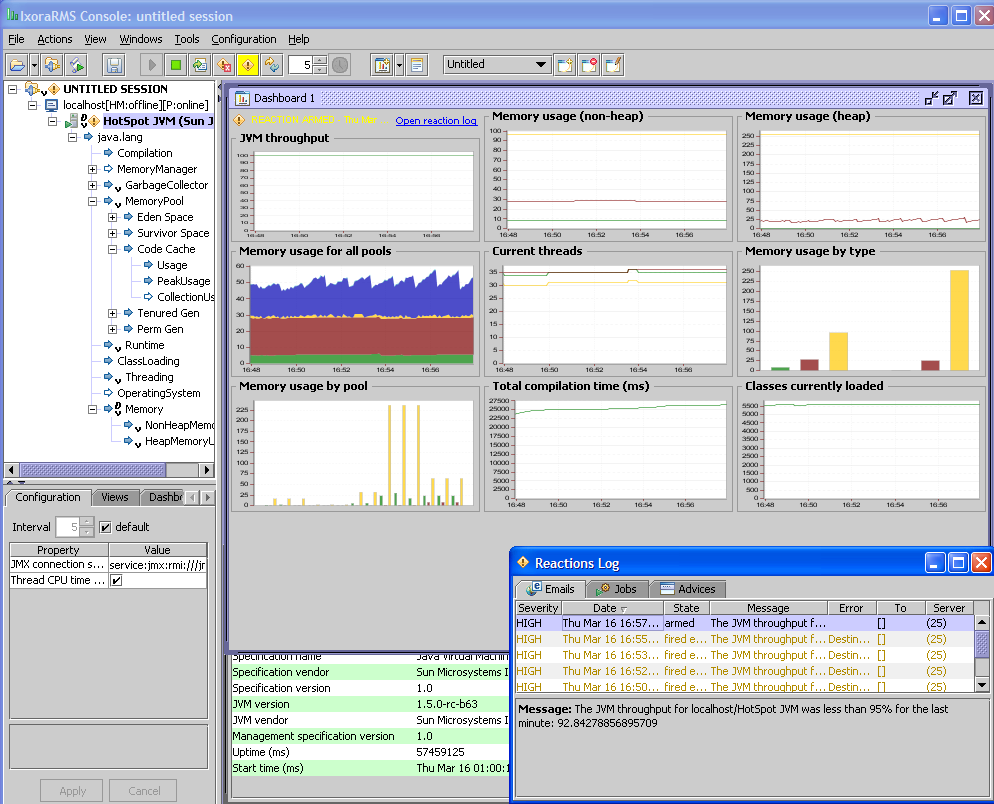 IxoraRMS Console: untitled session
File Actions View Windows Tools Configuration Help
5 Untitled
UNTITLED SESSION
localhost[HM:offline][P:online]
HotSpot JVM (Sun J
java.lang
Compilation
MemoryManager
GarbageCollector
MemoryPool
Eden Space
Survivor Space
Code Cache
Usage
PeakUsage
CollectionUs
Tenured Gen
Perm Gen
Runtime
ClassLoading
Threading
OperatingSystem
Memory
NonHeapMemo
HeapMemoryU
Configuration Views Dashb
Interval 5 default
Property Value
JMX connection s... service:jmx:rmi:///jr
Thread CPU time ...
Apply Cancel
Dashboard 1
REACTION ARMED - Thu Mar ... Open reaction log
JVM throughput
100
90
80
70
60
50
40
30
20
10
0
16:48 16:50 16:52 16:54 16:56
Memory usage (non-heap)
100
90
80
70
60
50
40
30
20
10
0
16:48 16:50 16:52 16:54 16:56
Memory usage (heap)
250
225
200
175
150
125
100
75
50
25
0
16:48 16:50 16:52 16:54 16:56
Memory usage for all pools
60
50
40
30
20
10
0
16:48 16:50 16:52 16:54 16:56
Current threads
35
30
25
20
15
10
5
0
16:48 16:50 16:52 16:54 16:56
Memory usage by type
250
225
200
175
150
125
100
75
50
25
0
Memory usage by pool
225
200
175
150
125
100
75
50
25
0
Total compilation time (ms)
27500
25000
22500
20000
17500
15000
12500
10000
7500
5000
2500
0
16:48 16:50 16:52 16:54 16:56
Classes currently loaded
5500
5000
4500
4000
3500
3000
2500
2000
1500
1000
500
0
16:48 16:50 16:52 16:54 16:56
Specification name Java Virtual Machin
Specification vendor Sun Microsystems I
Specification version 1.0
JVM version 1.5.0-rc-b63
JVM vendor Sun Microsystems I
Management specification version 1.0
Uptime (ms) 57459125
Start time (ms) Thu Mar 16 01:00:1
Reactions Log
Emails Jobs Advices
Severity Date State Message Error To Server
HIGH Thu Mar 16 16:57... armed The JVM throughput f... [] (25)
HIGH Thu Mar 16 16:55... fired e... The JVM throughput f... Destin... [] (25)
HIGH Thu Mar 16 16:53... fired e... The JVM throughput f... Destin... [] (25)
HIGH Thu Mar 16 16:52... fired e... The JVM throughput f... Destin... [] (25)
HIGH Thu Mar 16 16:50... fired e... The JVM throughput f... Destin... [] (25)
Message: The JVM throughput for localhost/HotSpot JVM was less than 95% for the last
minute: 92.84278856895709